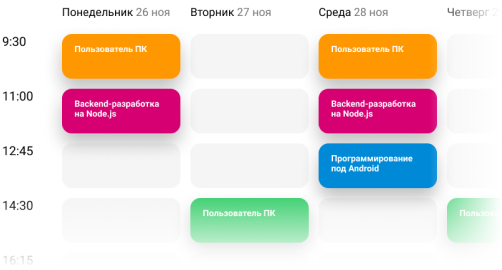 Понедельник 26 ноя Вторник 27 ноя Среда 28 ноя Четверг 2
9:30 Пользователь ПК Пользователь ПК
11:00 Backend-разработка Backend-разработка
на Node.js на Node.js
12:45 Программирование
под Android
14:30 Пользователь ПК Пользо
16:15